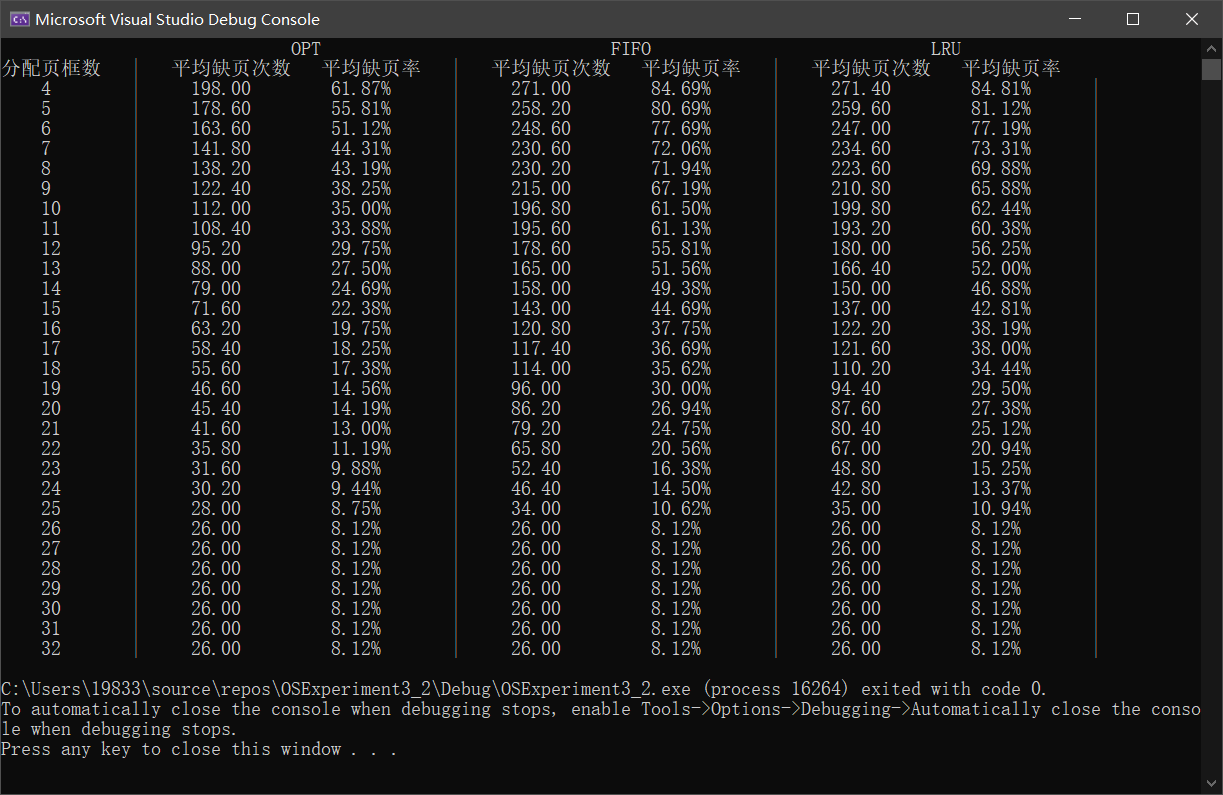 Microsoft Visual Studio Debug Console
OPT FIFO LRU
分配页框数 平均缺页次数 平均缺页率 平均缺页次数 平均缺页率 平均缺页次数 平均缺页率
4 198.00 61.87% 271.00 84.69% 271.40 84.81%
5 178.60 55.81% 258.20 80.69% 259.60 81.12%
6 163.60 51.12% 248.60 77.69% 247.00 77.19%
7 141.80 44.31% 230.60 72.06% 234.60 73.31%
8 138.20 43.19% 230.20 71.94% 223.60 69.88%
9 122.40 38.25% 215.00 67.19% 210.80 65.88%
10 112.00 35.00% 196.80 61.50% 199.80 62.44%
11 108.40 33.88% 195.60 61.13% 193.20 60.38%
12 95.20 29.75% 178.60 55.81% 180.00 56.25%
13 88.00 27.50% 165.00 51.56% 166.40 52.00%
14 79.00 24.69% 158.00 49.38% 150.00 46.88%
15 71.60 22.38% 143.00 44.69% 137.00 42.81%
16 63.20 19.75% 120.80 37.75% 122.20 38.19%
17 58.40 18.25% 117.40 36.69% 121.60 38.00%
18 55.60 17.38% 114.00 35.62% 110.20 34.44%
19 46.60 14.56% 96.00 30.00% 94.40 29.50%
20 45.40 14.19% 86.20 26.94% 87.60 27.38%
21 41.60 13.00% 79.20 24.75% 80.40 25.12%
22 35.80 11.19% 65.80 20.56% 67.00 20.94%
23 31.60 9.88% 52.40 16.38% 48.80 15.25%
24 30.20 9.44% 46.40 14.50% 42.80 13.37%
25 28.00 8.75% 34.00 10.62% 35.00 10.94%
26 26.00 8.12% 26.00 8.12% 26.00 8.12%
27 26.00 8.12% 26.00 8.12% 26.00 8.12%
28 26.00 8.12% 26.00 8.12% 26.00 8.12%
29 26.00 8.12% 26.00 8.12% 26.00 8.12%
30 26.00 8.12% 26.00 8.12% 26.00 8.12%
31 26.00 8.12% 26.00 8.12% 26.00 8.12%
32 26.00 8.12% 26.00 8.12% 26.00 8.12%
C:\Users\19833\source\repos\OSExperiment3_2\Debug\OSExperiment3_2.exe (process 16264) exited with code 0.
To automatically close the console when debugging stops, enable Tools->Options->Debugging->Automatically close the conso
le when debugging stops.
Press any key to close this window . . .